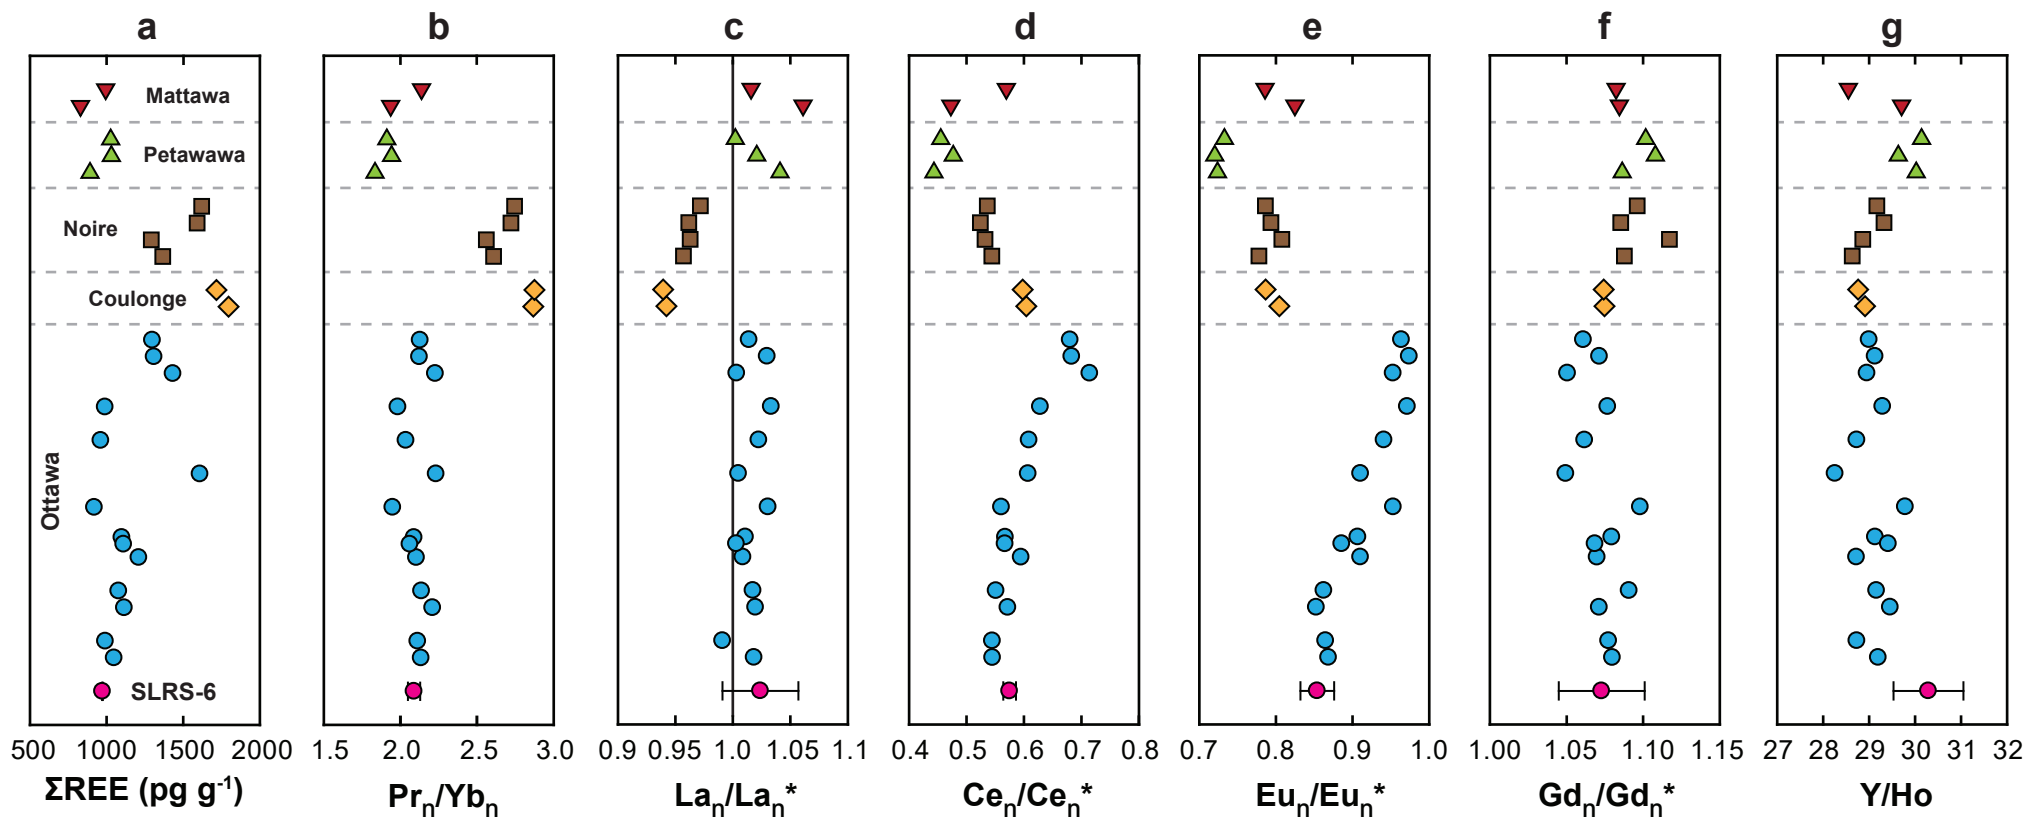 a b c d e f g
Mattawa
Petawawa
Noire
Coulonge
Ottawa
SLRS-6
500 1000 1500 2000 1.5 2.0 2.5 3.0 0.9 0.95 1.0 1.05 1.1 0.4 0.5 0.6 0.7 0.8 0.7 0.8 0.9 1.0 1.00 1.05 1.10 1.15 27 28 29 30 31 32
ΣREE (pg g⁻¹) Prₙ/Ybₙ Laₙ/Laₙ* Ceₙ/Ceₙ* Euₙ/Euₙ* Gdₙ/Gdₙ* Y/Ho